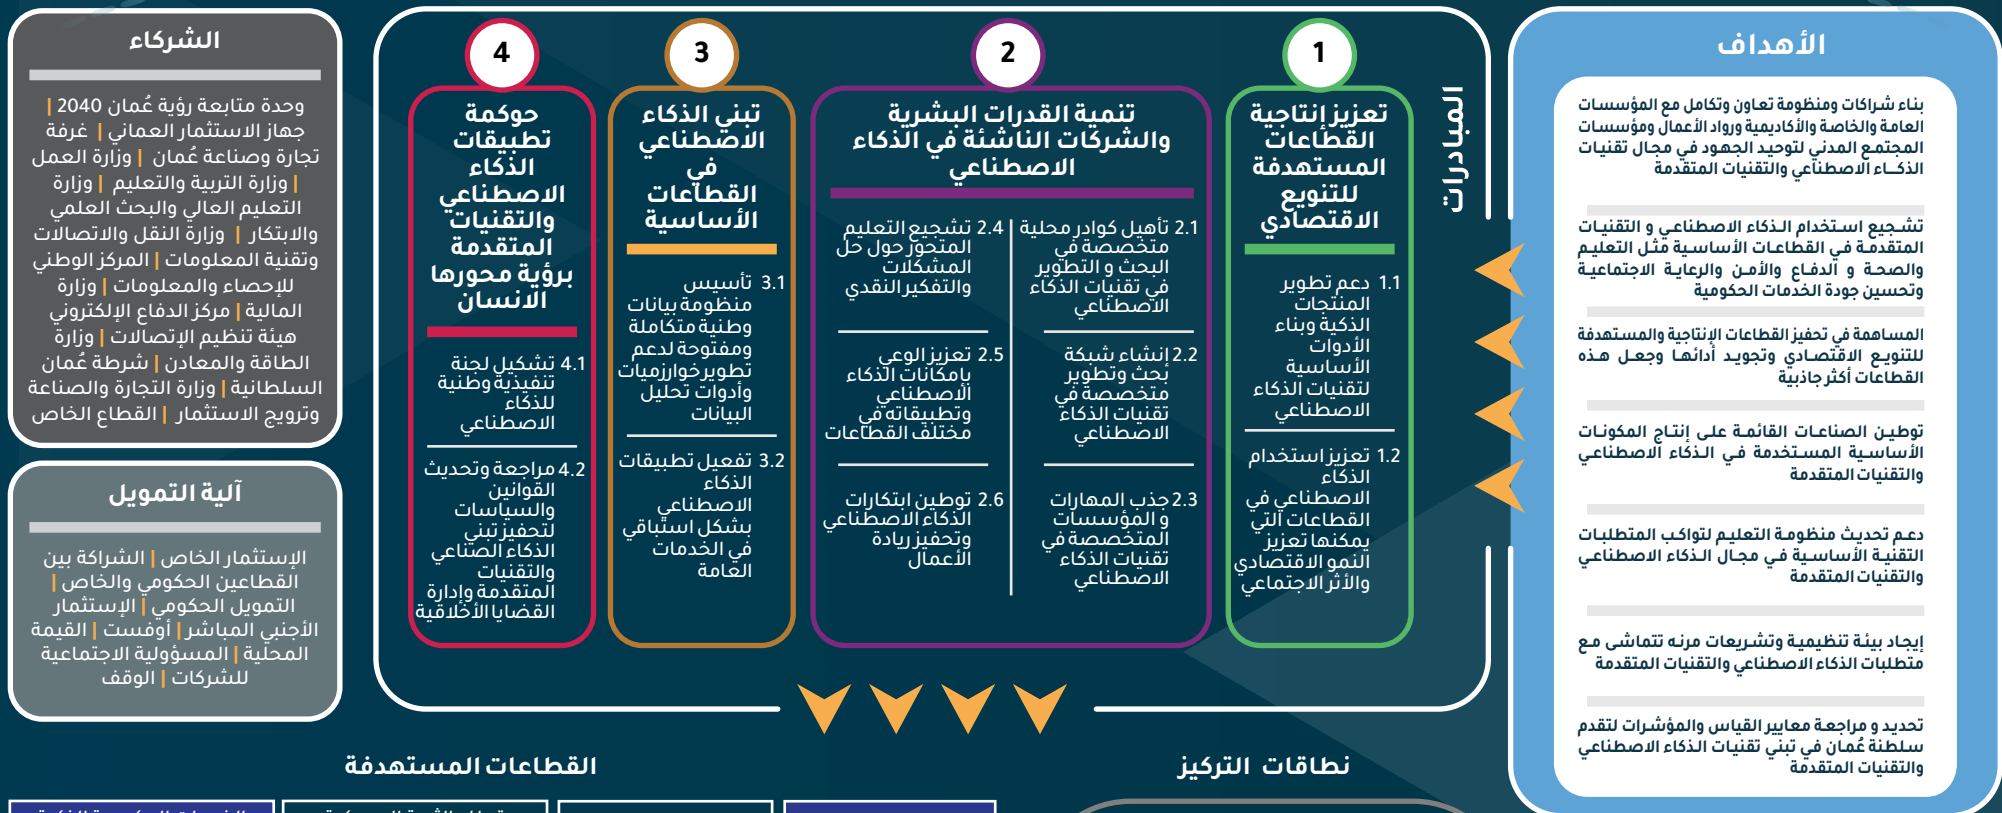 الأهداف
بناء شراكات ومنظومة تعاون وتكامل مع المؤسسات
العامة والخاصة والأكاديمية ورواد الأعمال ومؤسسات
المجتمع المدني لتوحيد الجهود في مجال تقنيات
الذكاء الاصطناعي والتقنيات المتقدمة
تشجيع استخدام الذكاء الاصطناعي و التقنيات
المتقدمة في القطاعات الأساسية مثل التعليم
والصحة و الدفاع والأمن والرعاية الاجتماعية
وتحسين جودة الخدمات الحكومية
المساهمة في تحفيز القطاعات الإنتاجية والمستهدفة
للتنويع الاقتصادي وتجويد أدائها وجعل هذه
القطاعات أكثر جاذبية
توطين الصناعات القائمة على إنتاج المكونات
الأساسية المستخدمة في الذكاء الاصطناعي
والتقنيات المتقدمة
دعم تحديث منظومة التعليم لتواكب المتطلبات
التقنية الأساسية في مجال الذكاء الاصطناعي
والتقنيات المتقدمة
إيجاد بيئة تنظيمية وتشريعات مرنه تتماشى مع
متطلبات الذكاء الاصطناعي والتقنيات المتقدمة
تحديد و مراجعة معايير القياس والمؤشرات لتقدم
سلطنة عُمان في تبني تقنيات الذكاء الاصطناعي
والتقنيات المتقدمة
المبادرات
1
تعزيز إنتاجية
القطاعات
المستهدفة
للتنويع
الاقتصادي
1.1 دعم تطوير
المنتجات
الذكية وبناء
الأدوات
الأساسية
لتقنيات الذكاء
الاصطناعي
1.2 تعزيز استخدام
الذكاء
الاصطناعي في
القطاعات التي
يمكنها تعزيز
النمو الاقتصادي
والأثر الاجتماعي
2
تنمية القدرات البشرية
والشركات الناشئة في الذكاء
الاصطناعي
2.1 تأهيل كوادر محلية
متخصصة في
البحث و التطوير
في تقنيات الذكاء
الاصطناعي
2.2 إنشاء شبكة
بحث وتطوير
متخصصة في
تقنيات الذكاء
الاصطناعي
2.3 جذب المهارات
و المؤسسات
المتخصصة في
تقنيات الذكاء
الاصطناعي
2.4 تشجيع التعليم
المتحور حول حل
المشكلات
والتفكير النقدي
2.5 تعزيز الوعي
بامكانات الذكاء
الأصطناعي
وتطبيقاته في
مختلف القطاعات
2.6 توطين ابتكارات
الذكاء الاصطناعي
وتحفيز ريادة
الأعمال
3
تبني الذكاء
الاصطناعي
في
القطاعات
الأساسية
3.1 تأسيس
منظومة بيانات
وطنية متكاملة
ومفتوحة لدعم
تطوير خوارزميات
وأدوات تحليل
البيانات
3.2 تفعيل تطبيقات
الذكاء
الاصطناعي
بشكل استباقي
في الخدمات
العامة
4
حوكمة
تطبيقات
الذكاء
الاصطناعي
والتقنيات
المتقدمة
برؤية محورها
الانسان
4.1 تشكيل لجنة
تنفيذية وطنية
للذكاء
الاصطناعي
4.2 مراجعة وتحديث
القوانين
والسياسات
لتحفيز تبني
الذكاء الصناعي
والتقنيات
المتقدمة وإدارة
القضايا الأخلاقية
الشركاء
وحدة متابعة رؤية عُمان 2040 |
جهاز الاستثمار العماني | غرفة
تجارة وصناعة عُمان | وزارة العمل
| وزارة التربية والتعليم | وزارة
التعليم العالي والبحث العلمي
والابتكار | وزارة النقل والاتصالات
وتقنية المعلومات | المركز الوطني
للإحصاء والمعلومات | وزارة
المالية | مركز الدفاع الإلكتروني
هيئة تنظيم الإتصالات | وزارة
الطاقة والمعادن | شرطة عُمان
السلطانية | وزارة التجارة والصناعة
وترويج الاستثمار | القطاع الخاص
آلية التمويل
الإستثمار الخاص | الشراكة بين
القطاعين الحكومي والخاص |
التمويل الحكومي | الإستثمار
الأجنبي المباشر | أوفست | القيمة
المحلية | المسؤولية الاجتماعية
للشركات | الوقف
نطاقات التركيز
القطاعات المستهدفة